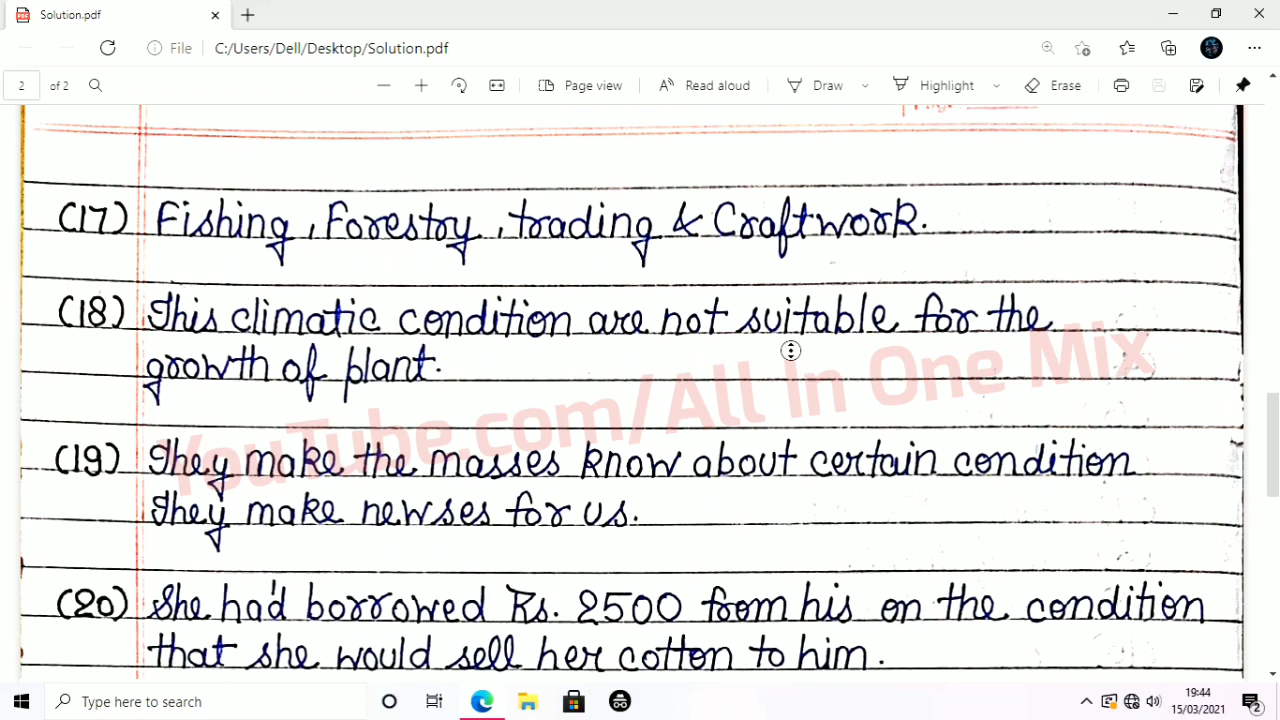 Solution.pdf
File C:/Users/Dell/Desktop/Solution.pdf
2 of 2 Page view Read aloud Draw Highlight Erase
(17) Fishing, Forestry, trading & Craftwork.
(18) This climatic condition are not suitable for the
growth of plant.
YouTube.com/All In One Mix
(19) They make the masses know about certain condition
They make newses for us.
(20) She had borrowed Rs. 2500 from his on the condition
that she would sell her cotton to him.
Type here to search
19:44
15/03/2021
2